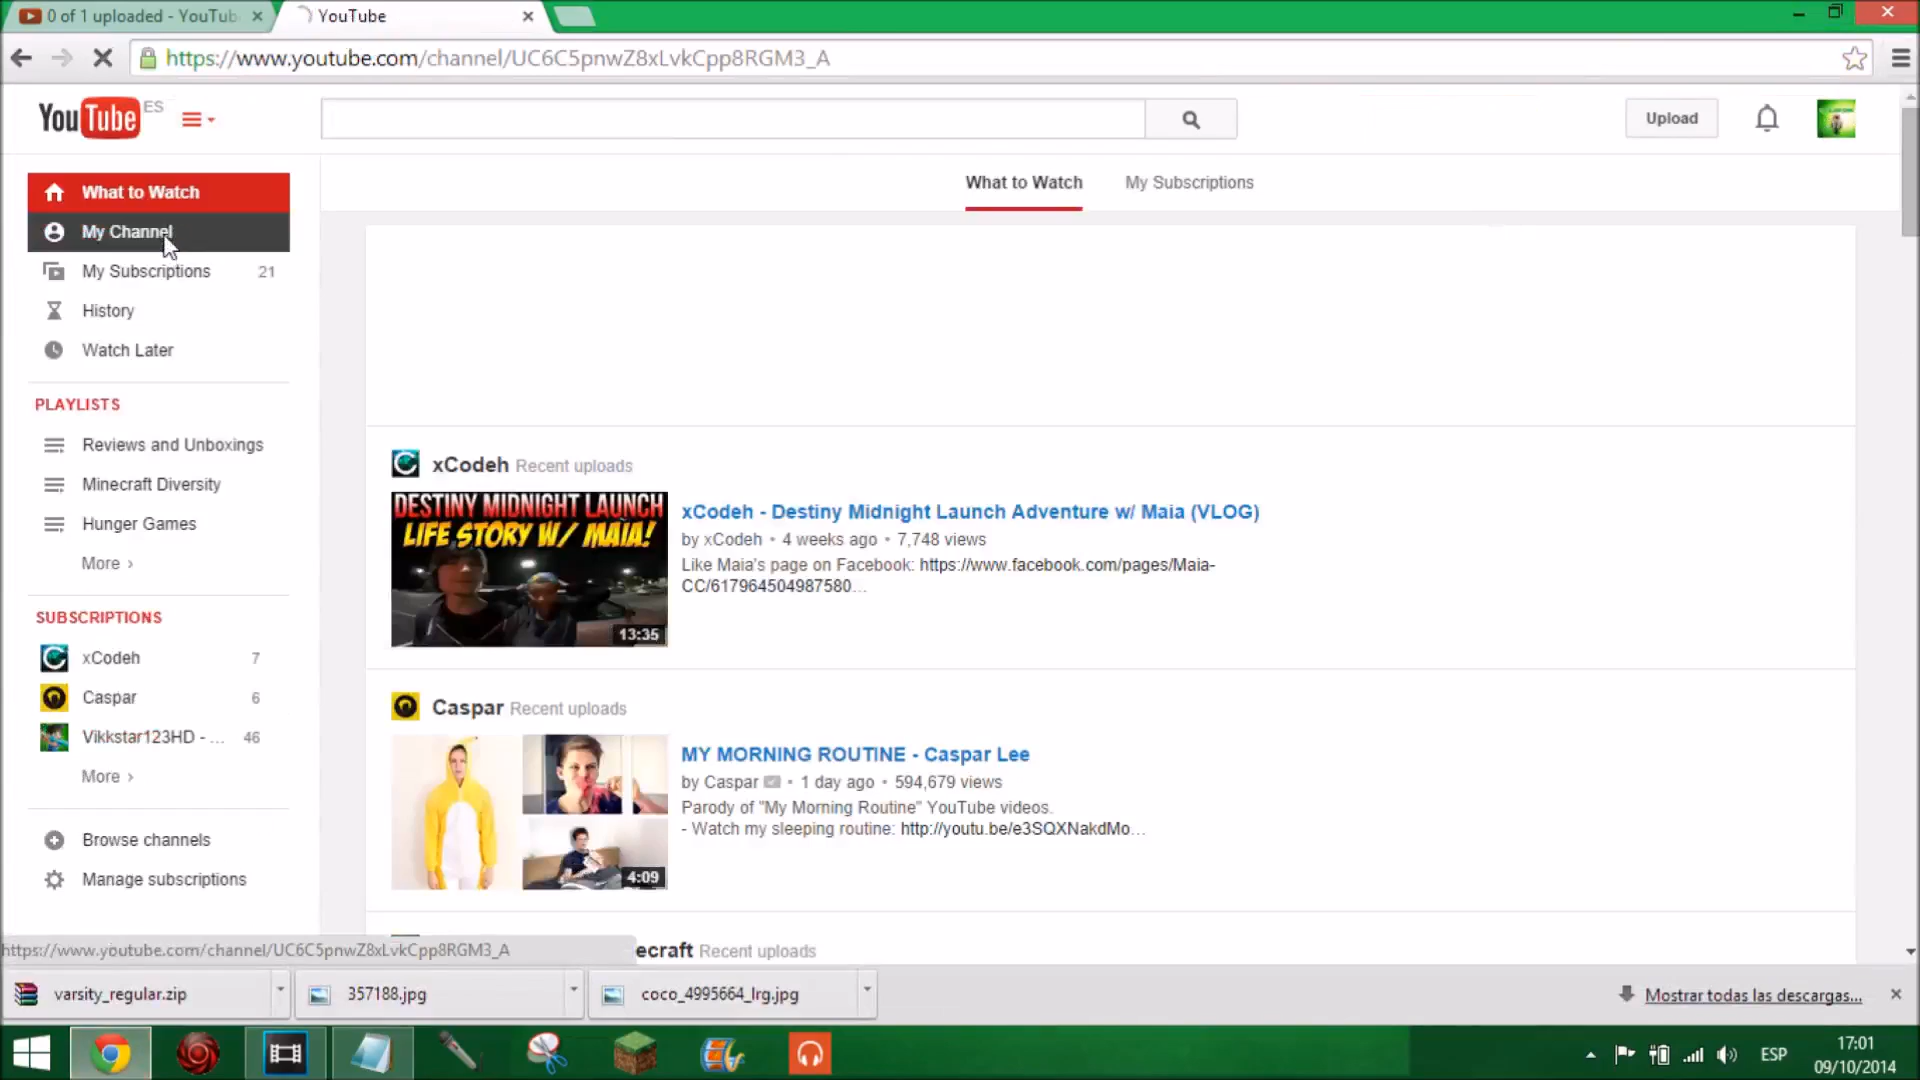 0 of 1 uploaded - YouTub
YouTube
https://www.youtube.com/channel/UC6C5pnwZ8xLvkCpp8RGM3_A
YouTube ES
Upload
What to Watch
My Channel
My Subscriptions 21
History
Watch Later
PLAYLISTS
Reviews and Unboxings
Minecraft Diversity
Hunger Games
More ›
SUBSCRIPTIONS
xCodeh 7
Caspar 6
Vikkstar123HD - ... 46
More ›
Browse channels
Manage subscriptions
What to Watch My Subscriptions
xCodeh Recent uploads
DESTINY MIDNIGHT LAUNCH
LIFE STORY W/ MAIA!
13:35
xCodeh - Destiny Midnight Launch Adventure w/ Maia (VLOG)
by xCodeh • 4 weeks ago • 7,748 views
Like Maia's page on Facebook: https://www.facebook.com/pages/Maia-
CC/617964504987580...
Caspar Recent uploads
4:09
MY MORNING ROUTINE - Caspar Lee
by Caspar • 1 day ago • 594,679 views
Parody of "My Morning Routine" YouTube videos.
- Watch my sleeping routine: http://youtu.be/e3SQXNakdMo...
ecraft Recent uploads
https://www.youtube.com/channel/UC6C5pnwZ8xLvkCpp8RGM3_A
varsity_regular.zip
357188.jpg
coco_4995664_lrg.jpg
Mostrar todas las descargas...
ESP
17:01
09/10/2014